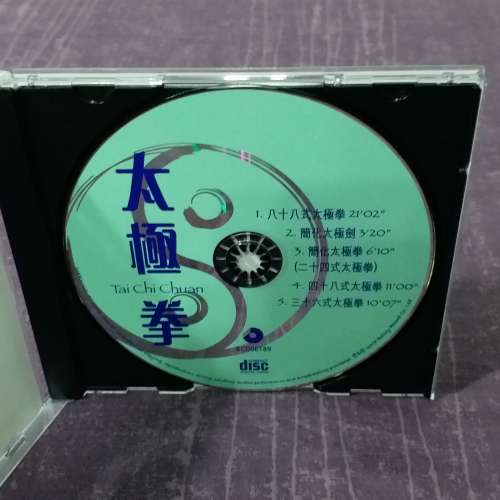 太極拳
Tai Chi Chuan
1. 八十八式太極拳 21'02"
2. 簡化太極劍 3'20"
3. 簡化太極拳 6'10"
(二十四式太極拳)
4. 四十八式太極拳 11'00"
5. 三十六式太極拳 10'07"
disc